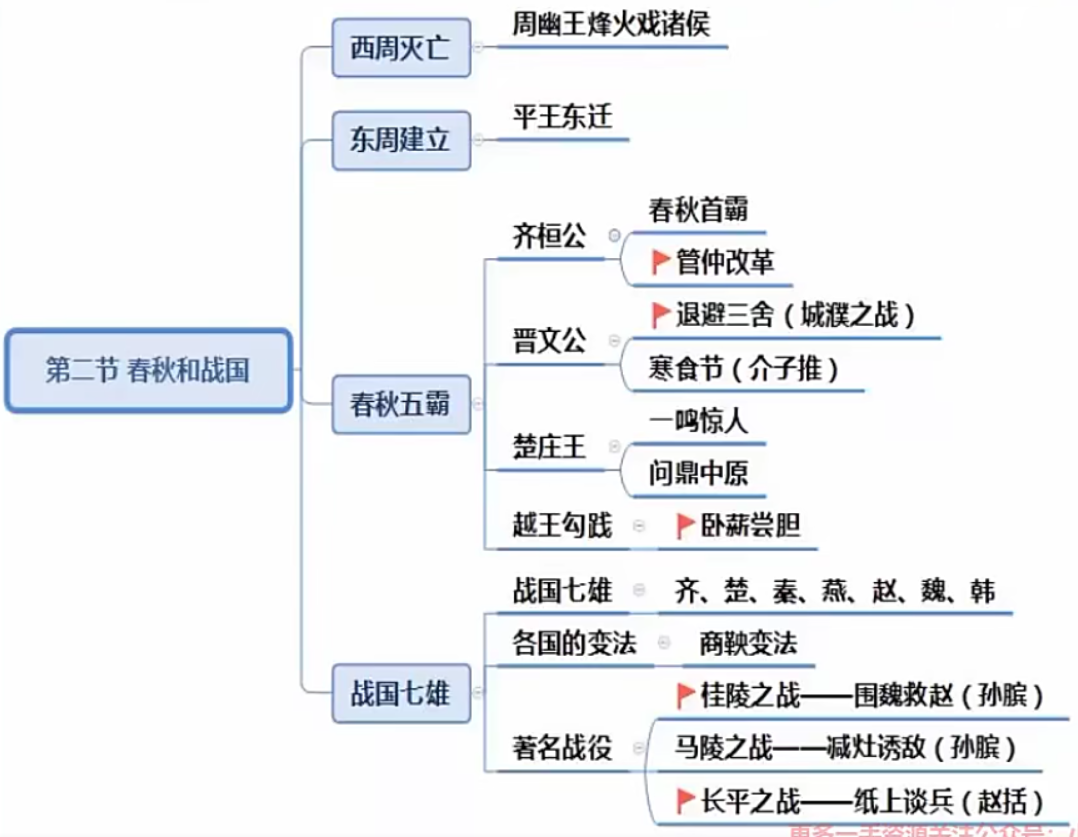 周幽王烽火戏诸侯
西周灭亡
平王东迁
东周建立
春秋首霸
齐桓公
管仲改革
退避三舍（城濮之战）
晋文公
寒食节（介子推）
第二节 春秋和战国
春秋五霸
一鸣惊人
楚庄王
问鼎中原
越王勾践
卧薪尝胆
战国七雄
齐、楚、秦、燕、赵、魏、韩
各国的变法
商鞅变法
战国七雄
桂陵之战——围魏救赵（孙膑）
著名战役
马陵之战——减灶诱敌（孙膑）
长平之战——纸上谈兵（赵括）